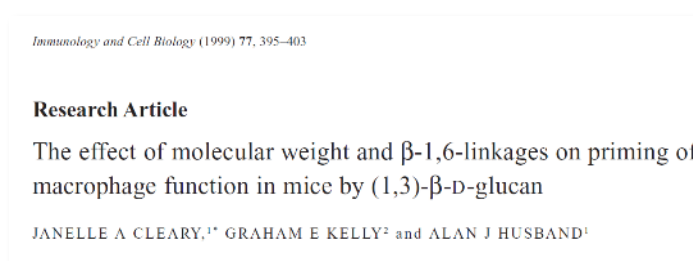 Immunology and Cell Biology (1999) 77, 395–403
Research Article
The effect of molecular weight and β-1,6-linkages on priming of
macrophage function in mice by (1,3)-β-D-glucan
JANELLE A CLEARY,¹* GRAHAM E KELLY² and ALAN J HUSBAND¹